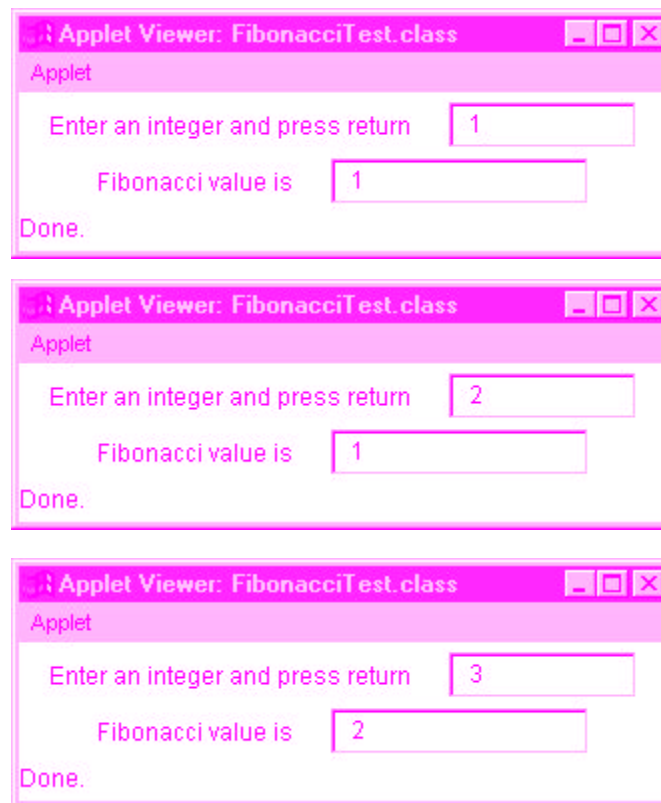 Applet Viewer: FibonacciTest.class
Applet
Enter an integer and press return 1
Fibonacci value is 1
Done.
Applet Viewer: FibonacciTest.class
Applet
Enter an integer and press return 2
Fibonacci value is 1
Done.
Applet Viewer: FibonacciTest.class
Applet
Enter an integer and press return 3
Fibonacci value is 2
Done.